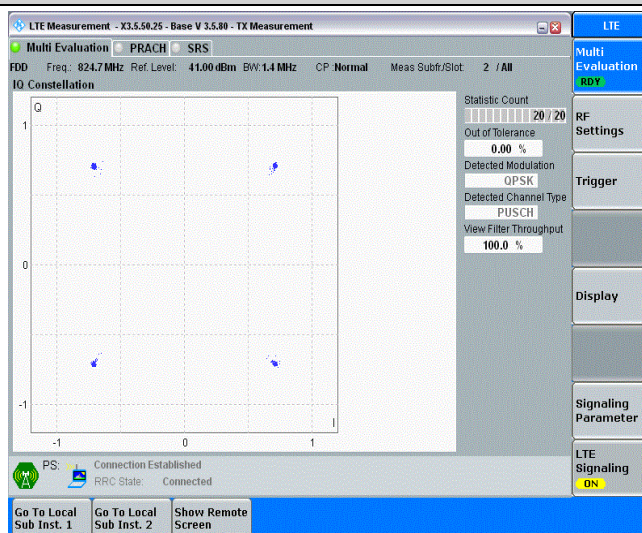 LTE Measurement - X3.5.50.25 - Base V 3.5.80 - TX Measurement
LTE
Multi Evaluation PRACH SRS
FDD Freq.: 824.7 MHz Ref. Level: 41.00 dBm BW: 1.4 MHz CP : Normal Meas Subfr./Slot: 2 / All
IQ Constellation
Q
1
0
-1
-1 0 1
I
Statistic Count
20 / 20
Out of Tolerance
0.00 %
Detected Modulation
QPSK
Detected Channel Type
PUSCH
View Filter Throughput
100.0 %
PS:
Connection Established
RRC State: Connected
Multi
Evaluation
RDY
RF
Settings
Trigger
Display
Signaling
Parameter
LTE
Signaling
ON
Go To Local
Sub Inst. 1
Go To Local
Sub Inst. 2
Show Remote
Screen